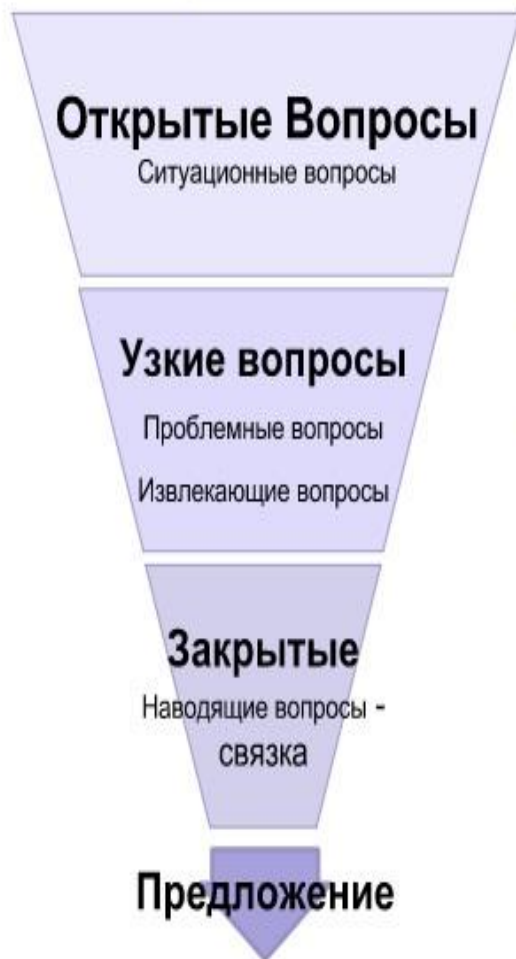 Открытые Вопросы
Ситуационные вопросы
Узкие вопросы
Проблемные вопросы
Извлекающие вопросы
Закрытые
Наводящие вопросы -
связка
Предложение